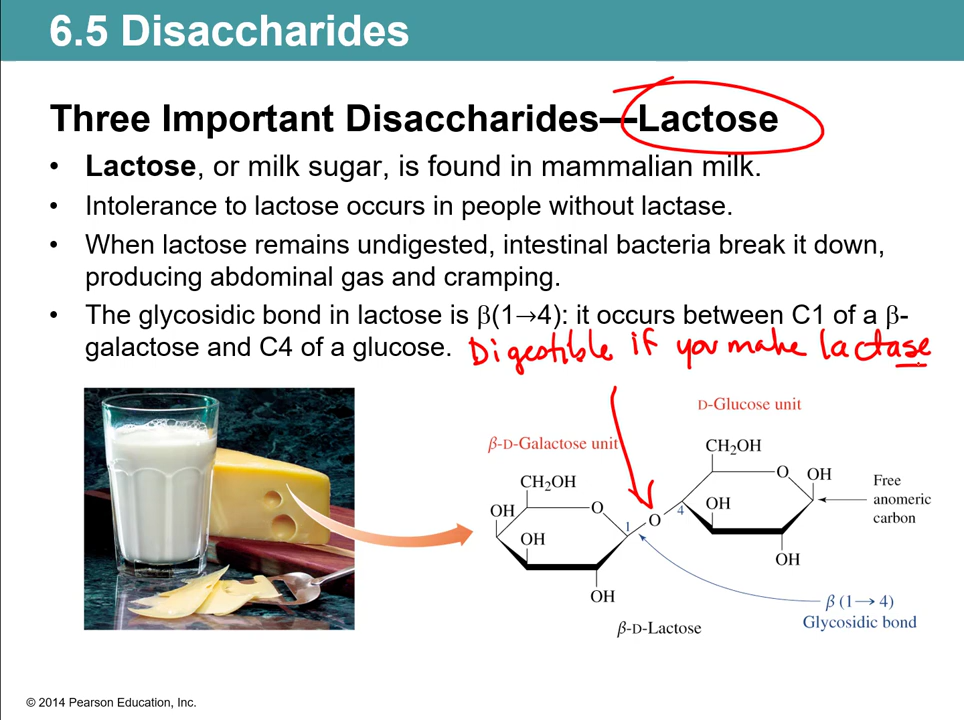 6.5 Disaccharides
Three Important Disaccharides—Lactose
• Lactose, or milk sugar, is found in mammalian milk.
• Intolerance to lactose occurs in people without lactase.
• When lactose remains undigested, intestinal bacteria break it down,
producing abdominal gas and cramping.
• The glycosidic bond in lactose is β(1→4): it occurs between C1 of a β-
galactose and C4 of a glucose.
Digestible if you make lactase
D-Glucose unit
β-D-Galactose unit
CH₂OH
O
OH
Free
anomeric
carbon
CH₂OH
OH
O
OH
1
O
4
OH
OH
OH
β (1→4)
Glycosidic bond
β-D-Lactose
© 2014 Pearson Education, Inc.